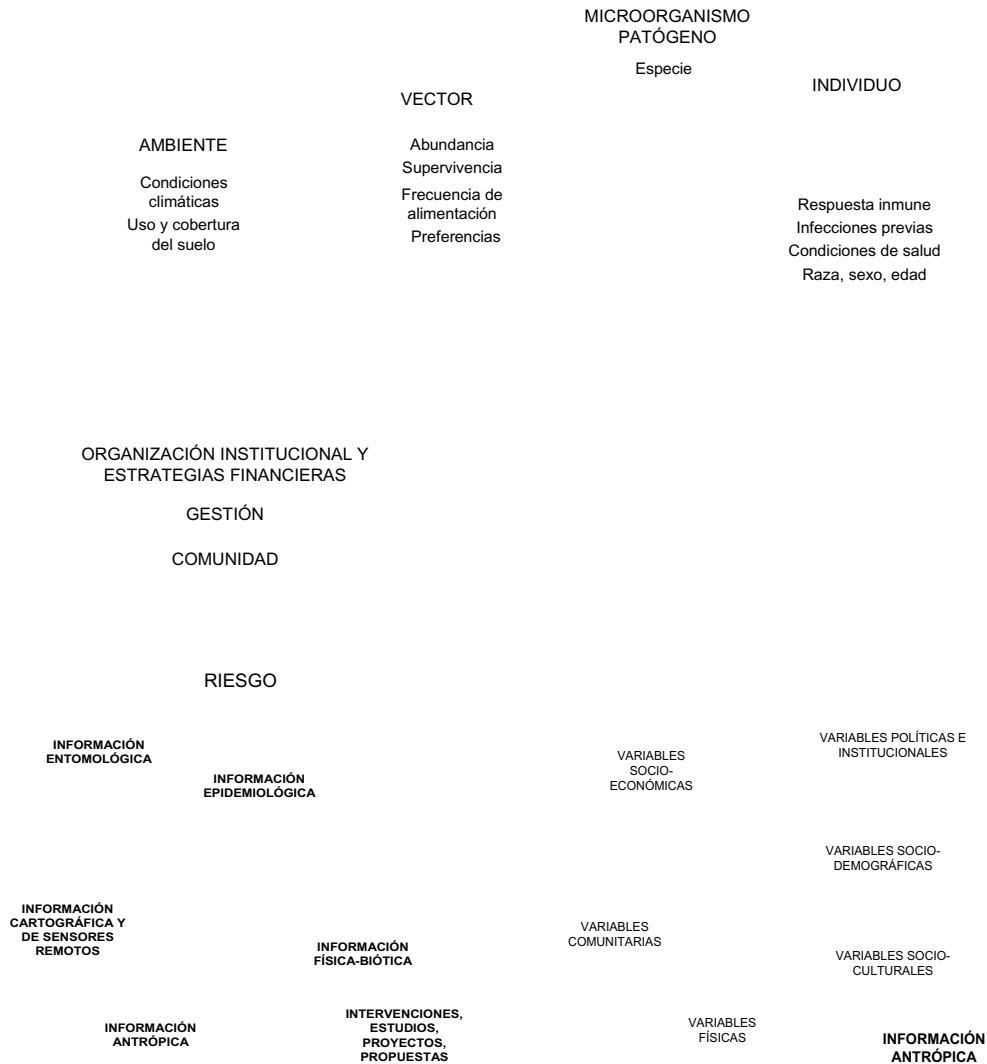 MICROORGANISMO
PATÓGENO
Especie
INDIVIDUO
VECTOR
AMBIENTE
Abundancia
Supervivencia
Condiciones
climáticas
Frecuencia de
alimentación
Uso y cobertura
del suelo
Preferencias
Respuesta inmune
Infecciones previas
Condiciones de salud
Raza, sexo, edad
ORGANIZACIÓN INSTITUCIONAL Y
ESTRATEGIAS FINANCIERAS
GESTIÓN
COMUNIDAD
RIESGO
INFORMACIÓN
ENTOMOLÓGICA
INFORMACIÓN
EPIDEMIOLÓGICA
VARIABLES
SOCIO-
ECONÓMICAS
VARIABLES POLÍTICAS E
INSTITUCIONALES
VARIABLES SOCIO-
DEMOGRÁFICAS
INFORMACIÓN
CARTOGRÁFICA Y
DE SENSORES
REMOTOS
INFORMACIÓN
FÍSICA-BIÓTICA
VARIABLES
COMUNITARIAS
VARIABLES SOCIO-
CULTURALES
INFORMACIÓN
ANTRÓPICA
INTERVENCIONES,
ESTUDIOS,
PROYECTOS,
PROPUESTAS
VARIABLES
FÍSICAS
INFORMACIÓN
ANTRÓPICA